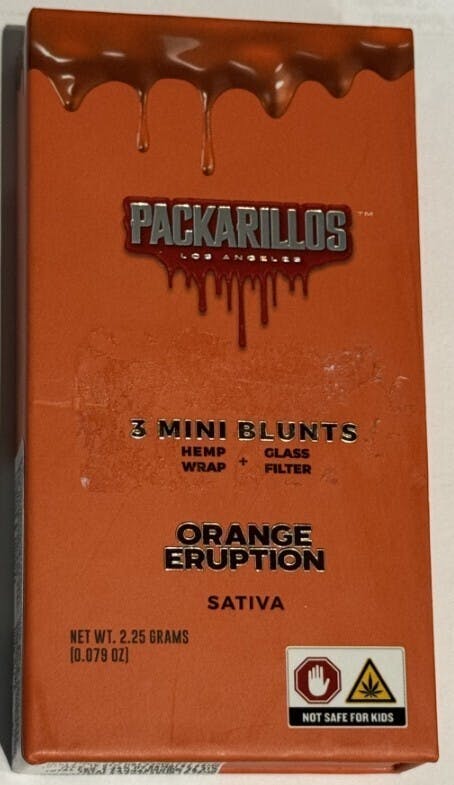 PACKARILLOS™
LOS ANGELES
3 MINI BLUNTS
HEMP WRAP + GLASS FILTER
ORANGE
ERUPTION
SATIVA
NET WT. 2.25 GRAMS
(0.079 OZ)
NOT SAFE FOR KIDS